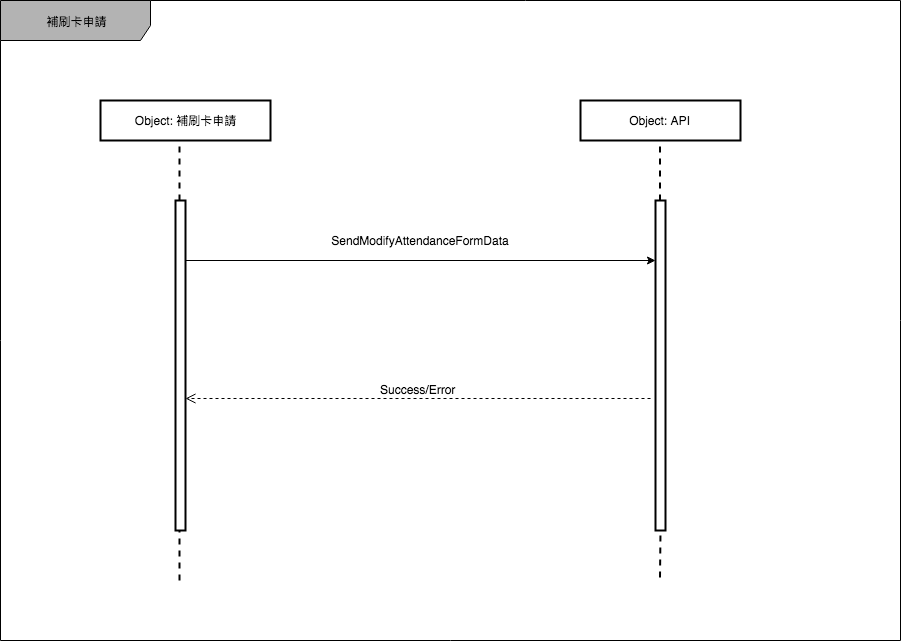 補刷卡申請
Object: 補刷卡申請
Object: API
SendModifyAttendanceFormData
Success/Error